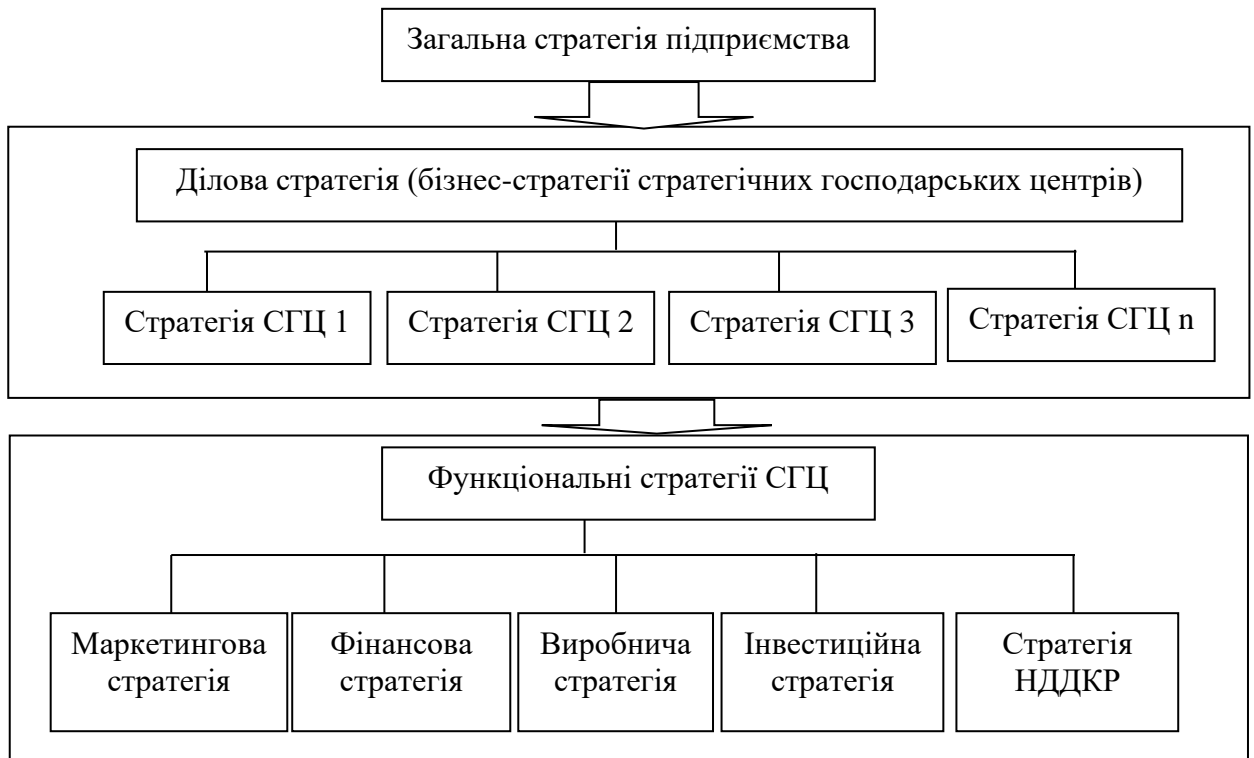 Загальна стратегія підприємства
Ділова стратегія (бізнес-стратегії стратегічних господарських центрів)
Стратегія СГЦ 1
Стратегія СГЦ 2
Стратегія СГЦ 3
Стратегія СГЦ n
Функціональні стратегії СГЦ
Маркетингова
стратегія
Фінансова
стратегія
Виробнича
стратегія
Інвестиційна
стратегія
Стратегія
НДДКР